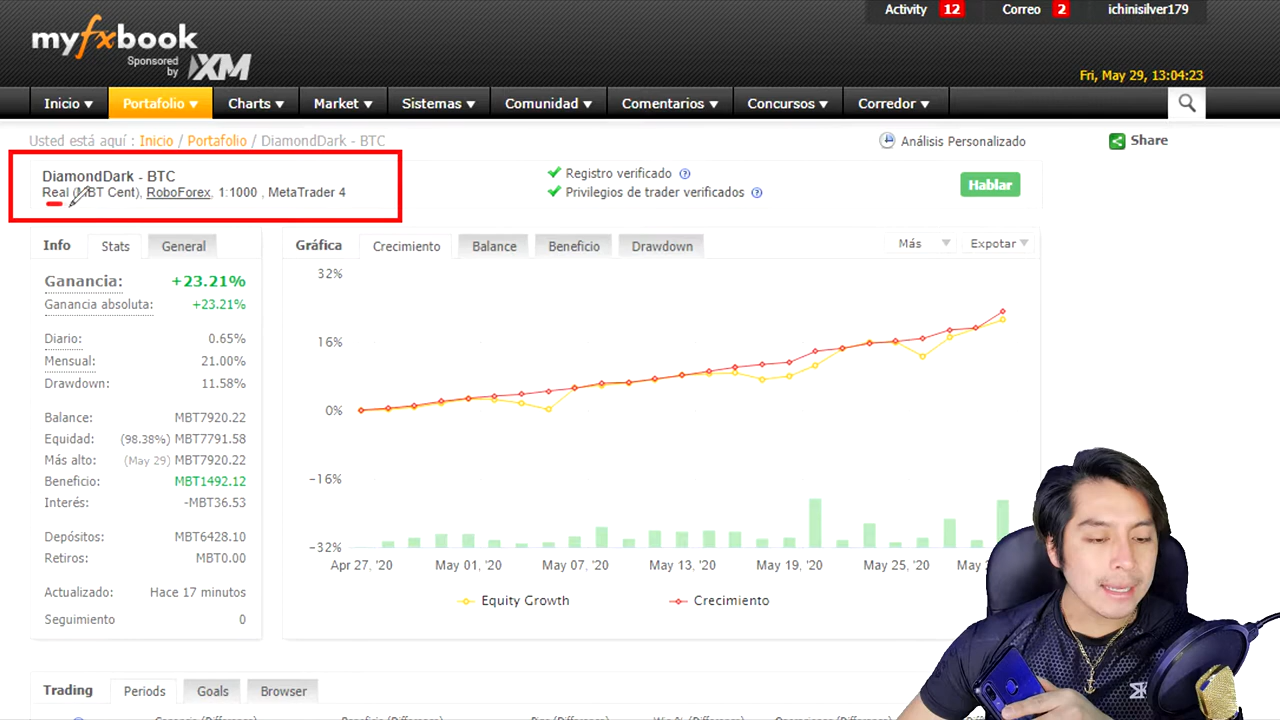 Activity 12 Correo 2 ichinisilver179
myfxbook
Sponsored by XM
Fri, May 29, 13:04:23
Inicio Portafolio Charts Market Sistemas Comunidad Comentarios Concursos Corredor
Usted está aquí : Inicio / Portafolio / DiamondDark - BTC
Análisis Personalizado Share
DiamondDark - BTC
Real (MBT Cent), RoboForex, 1:1000 , MetaTrader 4
Registro verificado
Privilegios de trader verificados
Hablar
Info Stats General
Ganancia: +23.21%
Ganancia absoluta: +23.21%
Diario: 0.65%
Mensual: 21.00%
Drawdown: 11.58%
Balance: MBT7920.22
Equidad: (98.38%) MBT7791.58
Más alto: (May 29) MBT7920.22
Beneficio: MBT1492.12
Interés: -MBT36.53
Depósitos: MBT6428.10
Retiros: MBT0.00
Actualizado: Hace 17 minutos
Seguimiento 0
Gráfica Crecimiento Balance Beneficio Drawdown Más Expotar
32%
16%
0%
-16%
-32%
Apr 27, '20 May 01, '20 May 07, '20 May 13, '20 May 19, '20 May 25, '20
Equity Growth Crecimiento
Trading Periods Goals Browser